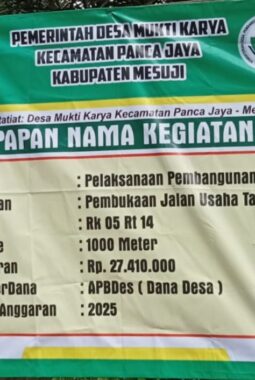 PEMERINTAH DESA MUKTI KARYA
KECAMATAN PANCA JAYA
KABUPATEN MESUJI
Desa Mukti Karya Kecamatan Panca Jaya - Me
PAPAN NAMA KEGIATAN
: Pelaksanaan Pembangunan
an : Pembukaan Jalan Usaha Ta
: Rk 05 Rt 14
e : 1000 Meter
ran : Rp. 27.410.000
erDana : APBDes ( Dana Desa )
Anggaran : 2025